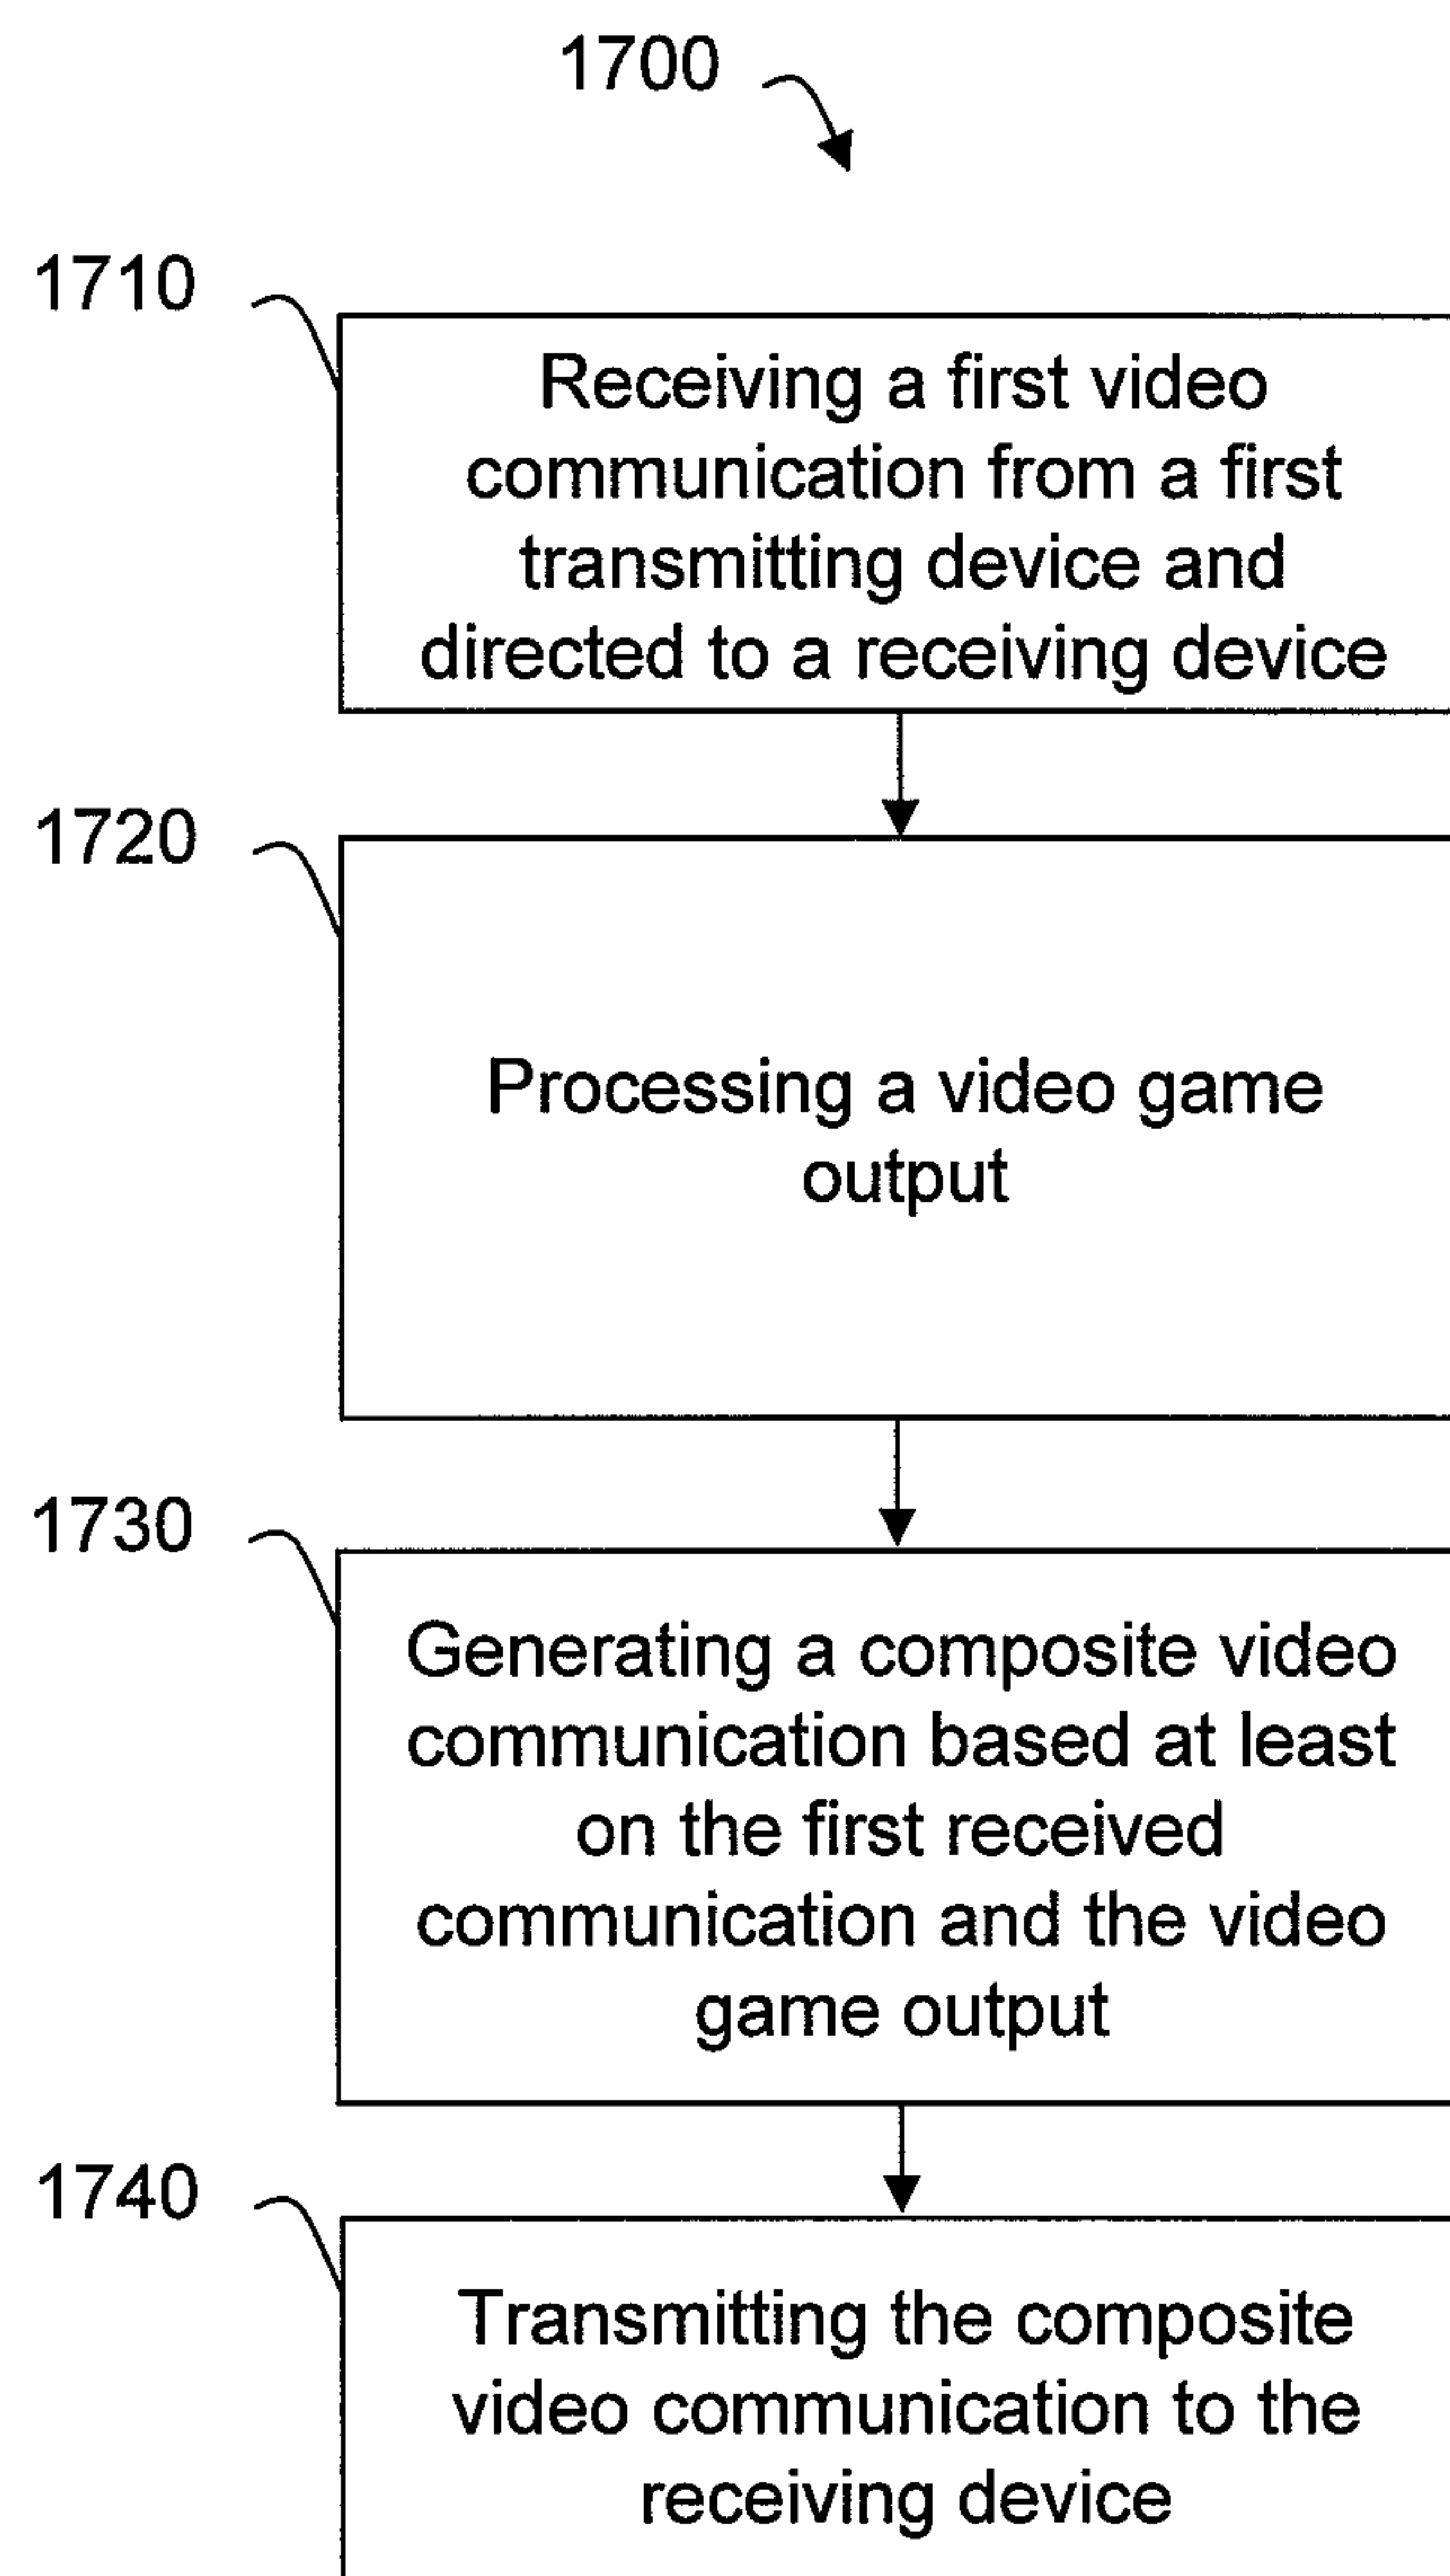 1700
1710
Receiving a first video
communication from a first
transmitting device and
directed to a receiving device
1720
Processing a video game
output
1730
Generating a composite video
communication based at least
on the first received
communication and the video
game output
1740
Transmitting the composite
video communication to the
receiving device